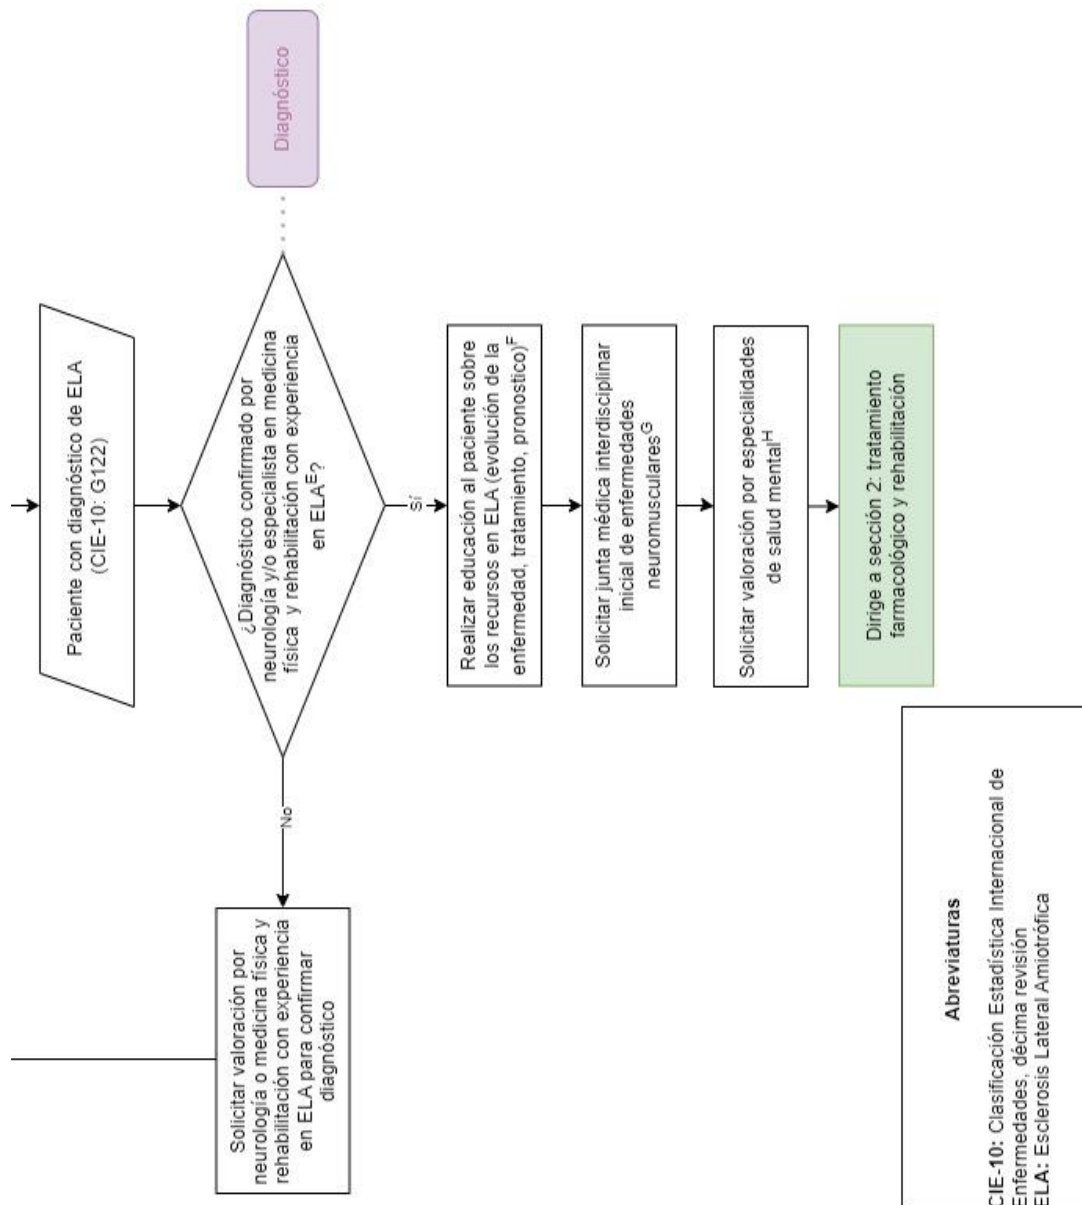 Diagnóstico
Paciente con diagnóstico de ELA
(CIE-10: G122)
¿Diagnóstico confirmado por
neurología y/o especialista en medicina
física y rehabilitación con experiencia
en ELAᴱ?
No
Sí
Solicitar valoración por
neurología o medicina física y
rehabilitación con experiencia
en ELA para confirmar
diagnóstico
Realizar educación al paciente sobre
los recursos en ELA (evolución de la
enfermedad, tratamiento, pronostico)F
Solicitar junta médica interdisciplinar
inicial de enfermedades
neuromuscularesG
Solicitar valoración por especialidades
de salud mentalH
Dirige a sección 2: tratamiento
farmacológico y rehabilitación
Abreviaturas
CIE-10: Clasificación Estadística Internacional de
Enfermedades, décima revisión
ELA: Esclerosis Lateral Amiotrófica